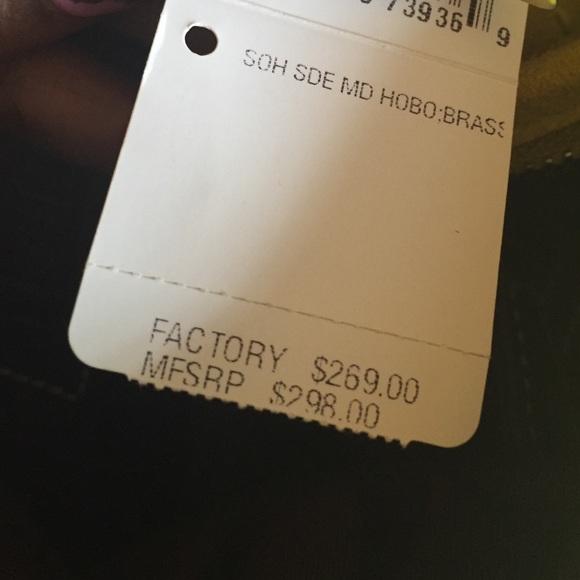 73936 9
SOH SDE MD HOBO;BRASS
FACTORY $269.00
MFSRP $298.00